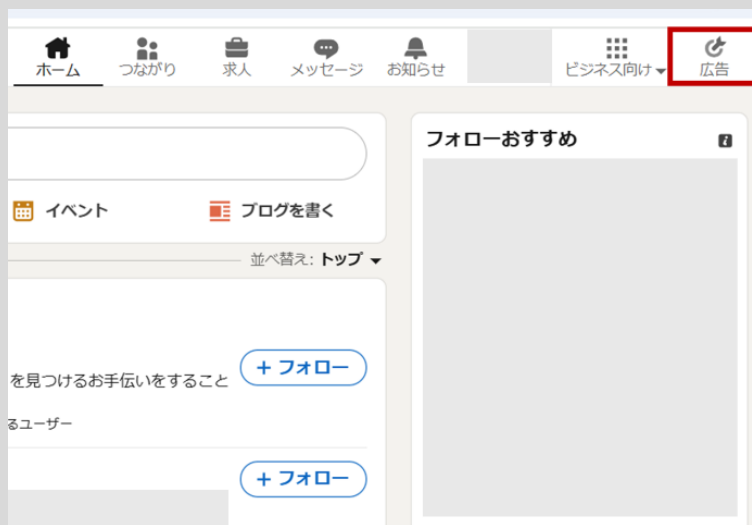 ホーム
つながり
求人
メッセージ
お知らせ
ビジネス向け
広告
フォローおすすめ
イベント
ブログを書く
並べ替え: トップ
+ フォロー
を見つけるお手伝いをすること
るユーザー
+ フォロー